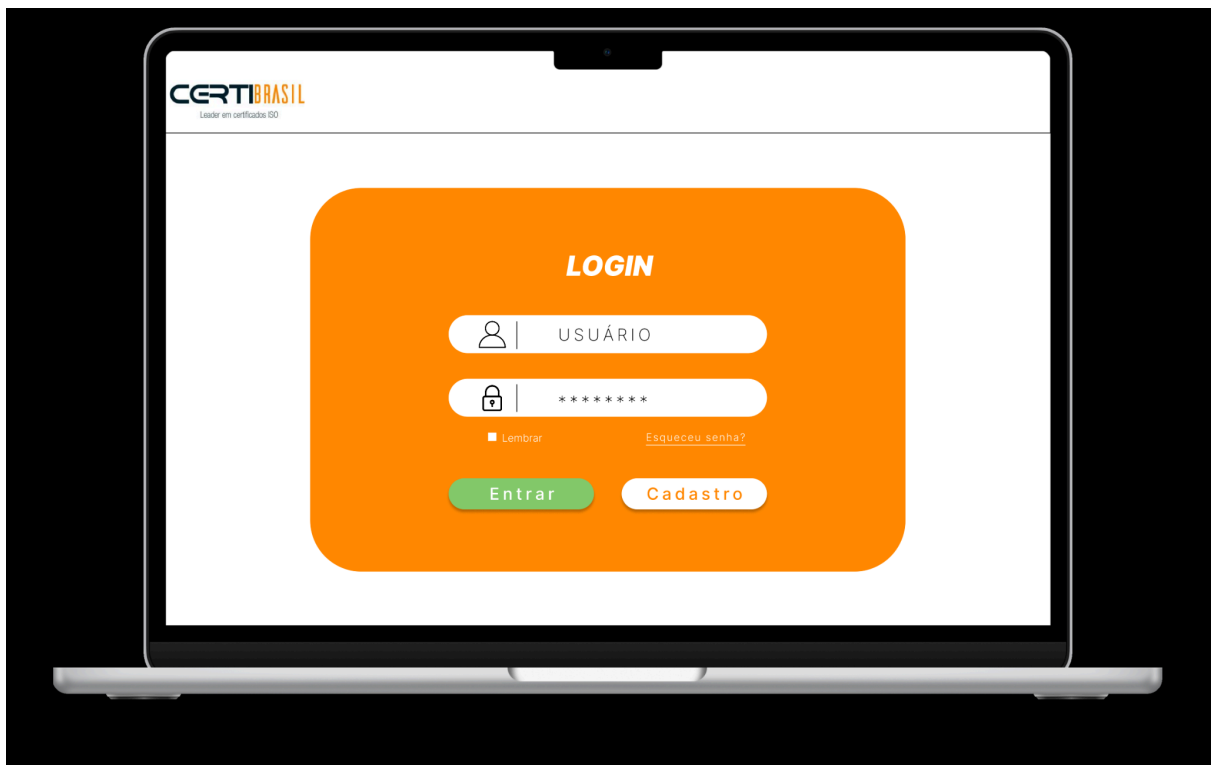 CERTIBRASIL
Leader em certificados ISO
LOGIN
USUÁRIO
********
Lembrar
Esqueceu senha?
Entrar
Cadastro